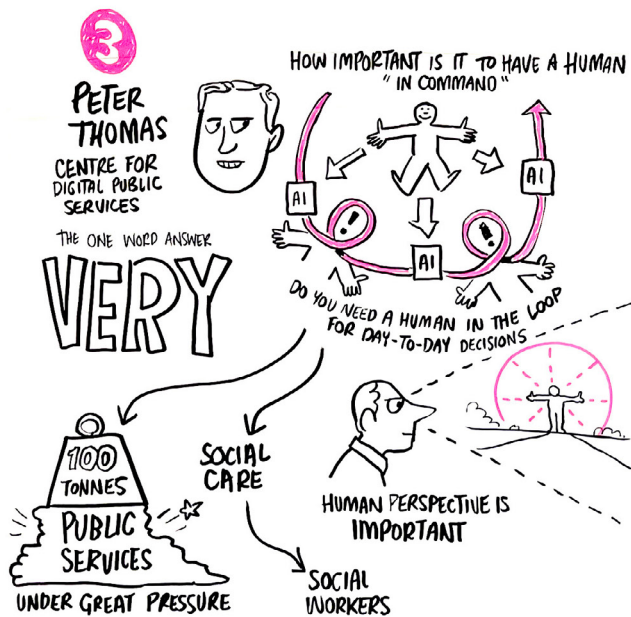 3
PETER
THOMAS
CENTRE FOR
DIGITAL PUBLIC
SERVICES
THE ONE WORD ANSWER
VERY
HOW IMPORTANT IS IT TO HAVE A HUMAN
"IN COMMAND"
AI
AI
!
!
AI
DO YOU NEED A HUMAN IN THE LOOP
FOR DAY-TO-DAY DECISIONS
100
TONNES
PUBLIC
SERVICES
UNDER GREAT PRESSURE
SOCIAL
CARE
SOCIAL
WORKERS
HUMAN PERSPECTIVE IS
IMPORTANT